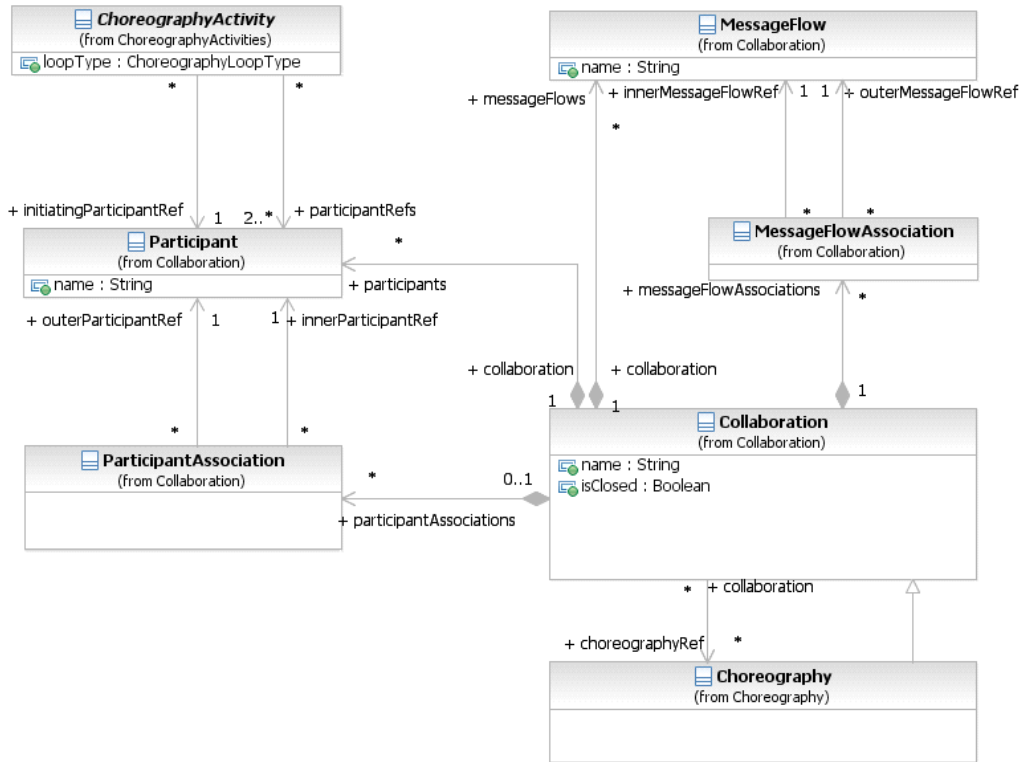 ChoreographyActivity
(from ChoreographyActivities)
loopType : ChoreographyLoopType
*
*
+ initiatingParticipantRef
1
2..*
+ participantRefs
Participant
(from Collaboration)
name : String
*
+ participants
+ outerParticipantRef
1
1
+ innerParticipantRef
*
*
ParticipantAssociation
(from Collaboration)
*
0..1
+ participantAssociations
MessageFlow
(from Collaboration)
name : String
+ messageFlows
*
+ innerMessageFlowRef
1
1
+ outerMessageFlowRef
*
*
MessageFlowAssociation
(from Collaboration)
+ messageFlowAssociations
*
+ collaboration
1
+ collaboration
1
1
Collaboration
(from Collaboration)
name : String
isClosed : Boolean
*
+ collaboration
+ choreographyRef
*
Choreography
(from Choreography)